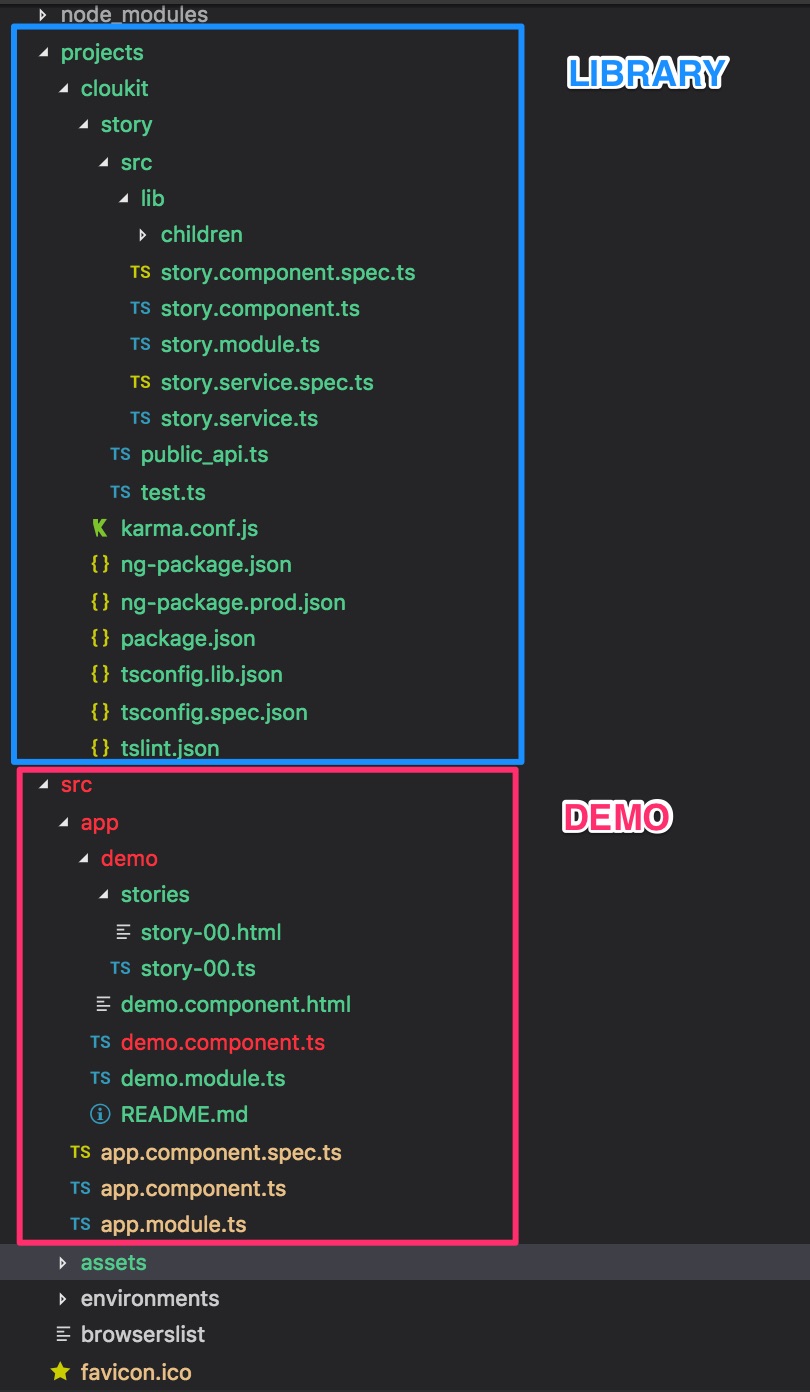 node_modules
projects
LIBRARY
cloukit
story
src
lib
children
TS story.component.spec.ts
TS story.component.ts
TS story.module.ts
TS story.service.spec.ts
TS story.service.ts
TS public_api.ts
TS test.ts
karma.conf.js
{} ng-package.json
{} ng-package.prod.json
{} package.json
{} tsconfig.lib.json
{} tsconfig.spec.json
{} tslint.json
src
DEMO
app
demo
stories
story-00.html
TS story-00.ts
demo.component.html
TS demo.component.ts
TS demo.module.ts
README.md
TS app.component.spec.ts
TS app.component.ts
TS app.module.ts
assets
environments
browserslist
favicon.ico